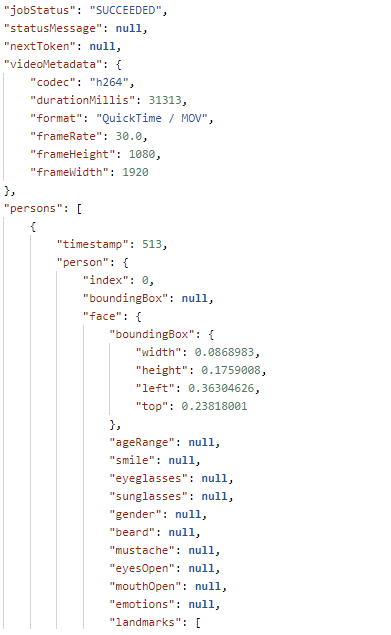 "jobStatus": "SUCCEEDED",
"statusMessage": null,
"nextToken": null,
"videoMetadata": {
"codec": "h264",
"durationMillis": 31313,
"format": "QuickTime / MOV",
"frameRate": 30.0,
"frameHeight": 1080,
"frameWidth": 1920
},
"persons": [
{
"timestamp": 513,
"person": {
"index": 0,
"boundingBox": null,
"face": {
"boundingBox": {
"width": 0.0868983,
"height": 0.1759008,
"left": 0.36304626,
"top": 0.23818001
},
"ageRange": null,
"smile": null,
"eyeglasses": null,
"sunglasses": null,
"gender": null,
"beard": null,
"mustache": null,
"eyesOpen": null,
"mouthOpen": null,
"emotions": null,
"landmarks": [